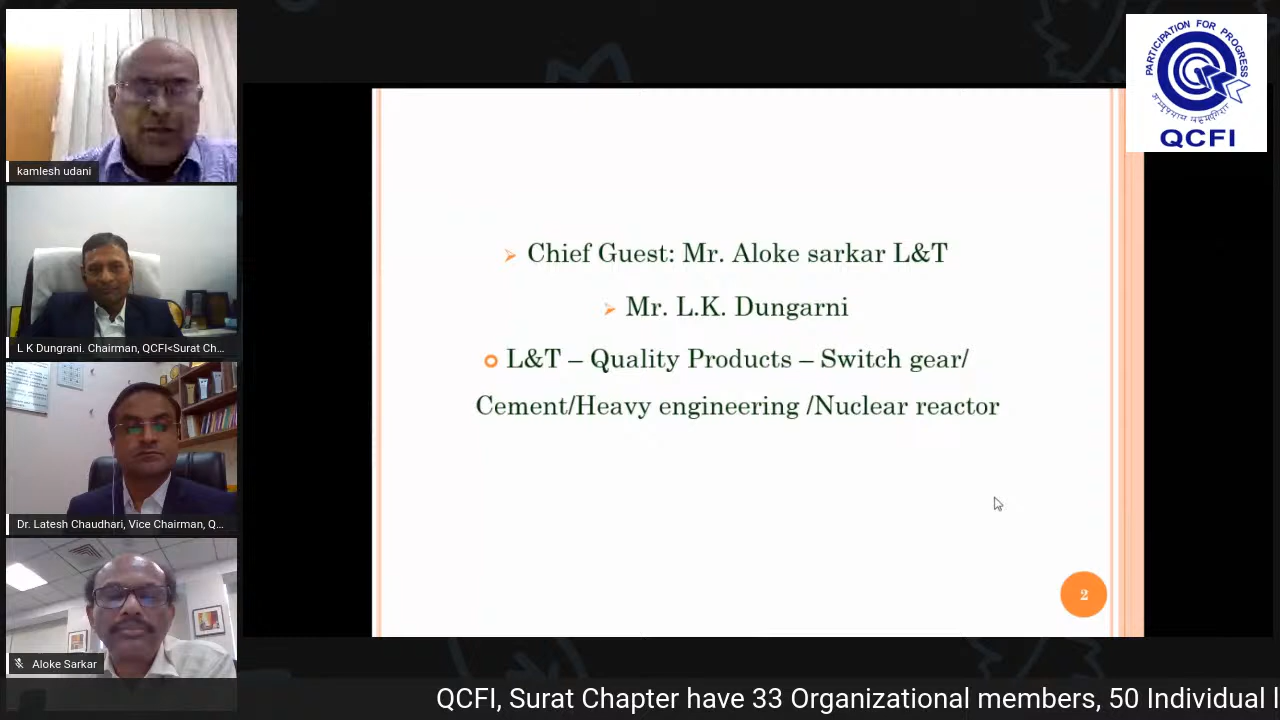 kamlesh udani
L K Dungrani. Chairman, QCFI<Surat Ch...
Dr. Latesh Chaudhari, Vice Chairman, Q...
Aloke Sarkar
Chief Guest: Mr. Aloke sarkar L&T
Mr. L.K. Dungarni
L&T – Quality Products – Switch gear/
Cement/Heavy engineering /Nuclear reactor
2
PARTICIPATION FOR PROGRESS
QCFI
QCFI, Surat Chapter have 33 Organizational members, 50 Individual l